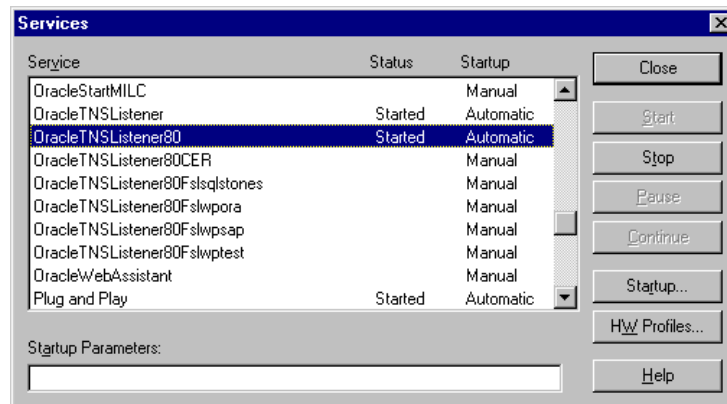 Services
Service Status Startup
OracleStartMILC Manual
OracleTNSListener Started Automatic
OracleTNSListener80 Started Automatic
OracleTNSListener80CER Manual
OracleTNSListener80Fslsqlstones Manual
OracleTNSListener80Fslwpora Manual
OracleTNSListener80Fslwpsap Manual
OracleTNSListener80Fslwptest Manual
OracleWebAssistant Manual
Plug and Play Started Automatic
Startup Parameters:
Close
Start
Stop
Pause
Continue
Startup...
HW Profiles...
Help